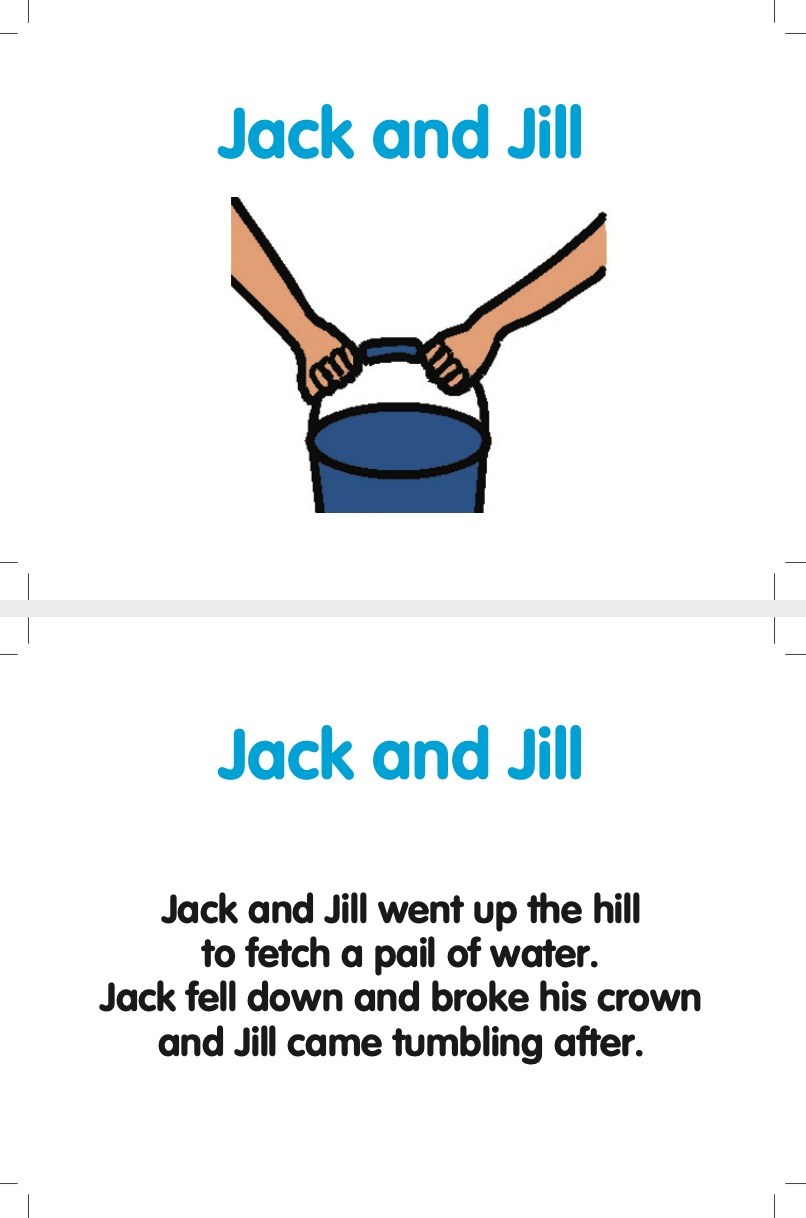 Jack and Jill
Jack and Jill
Jack and Jill went up the hill
to fetch a pail of water.
Jack fell down and broke his crown
and Jill came tumbling after.